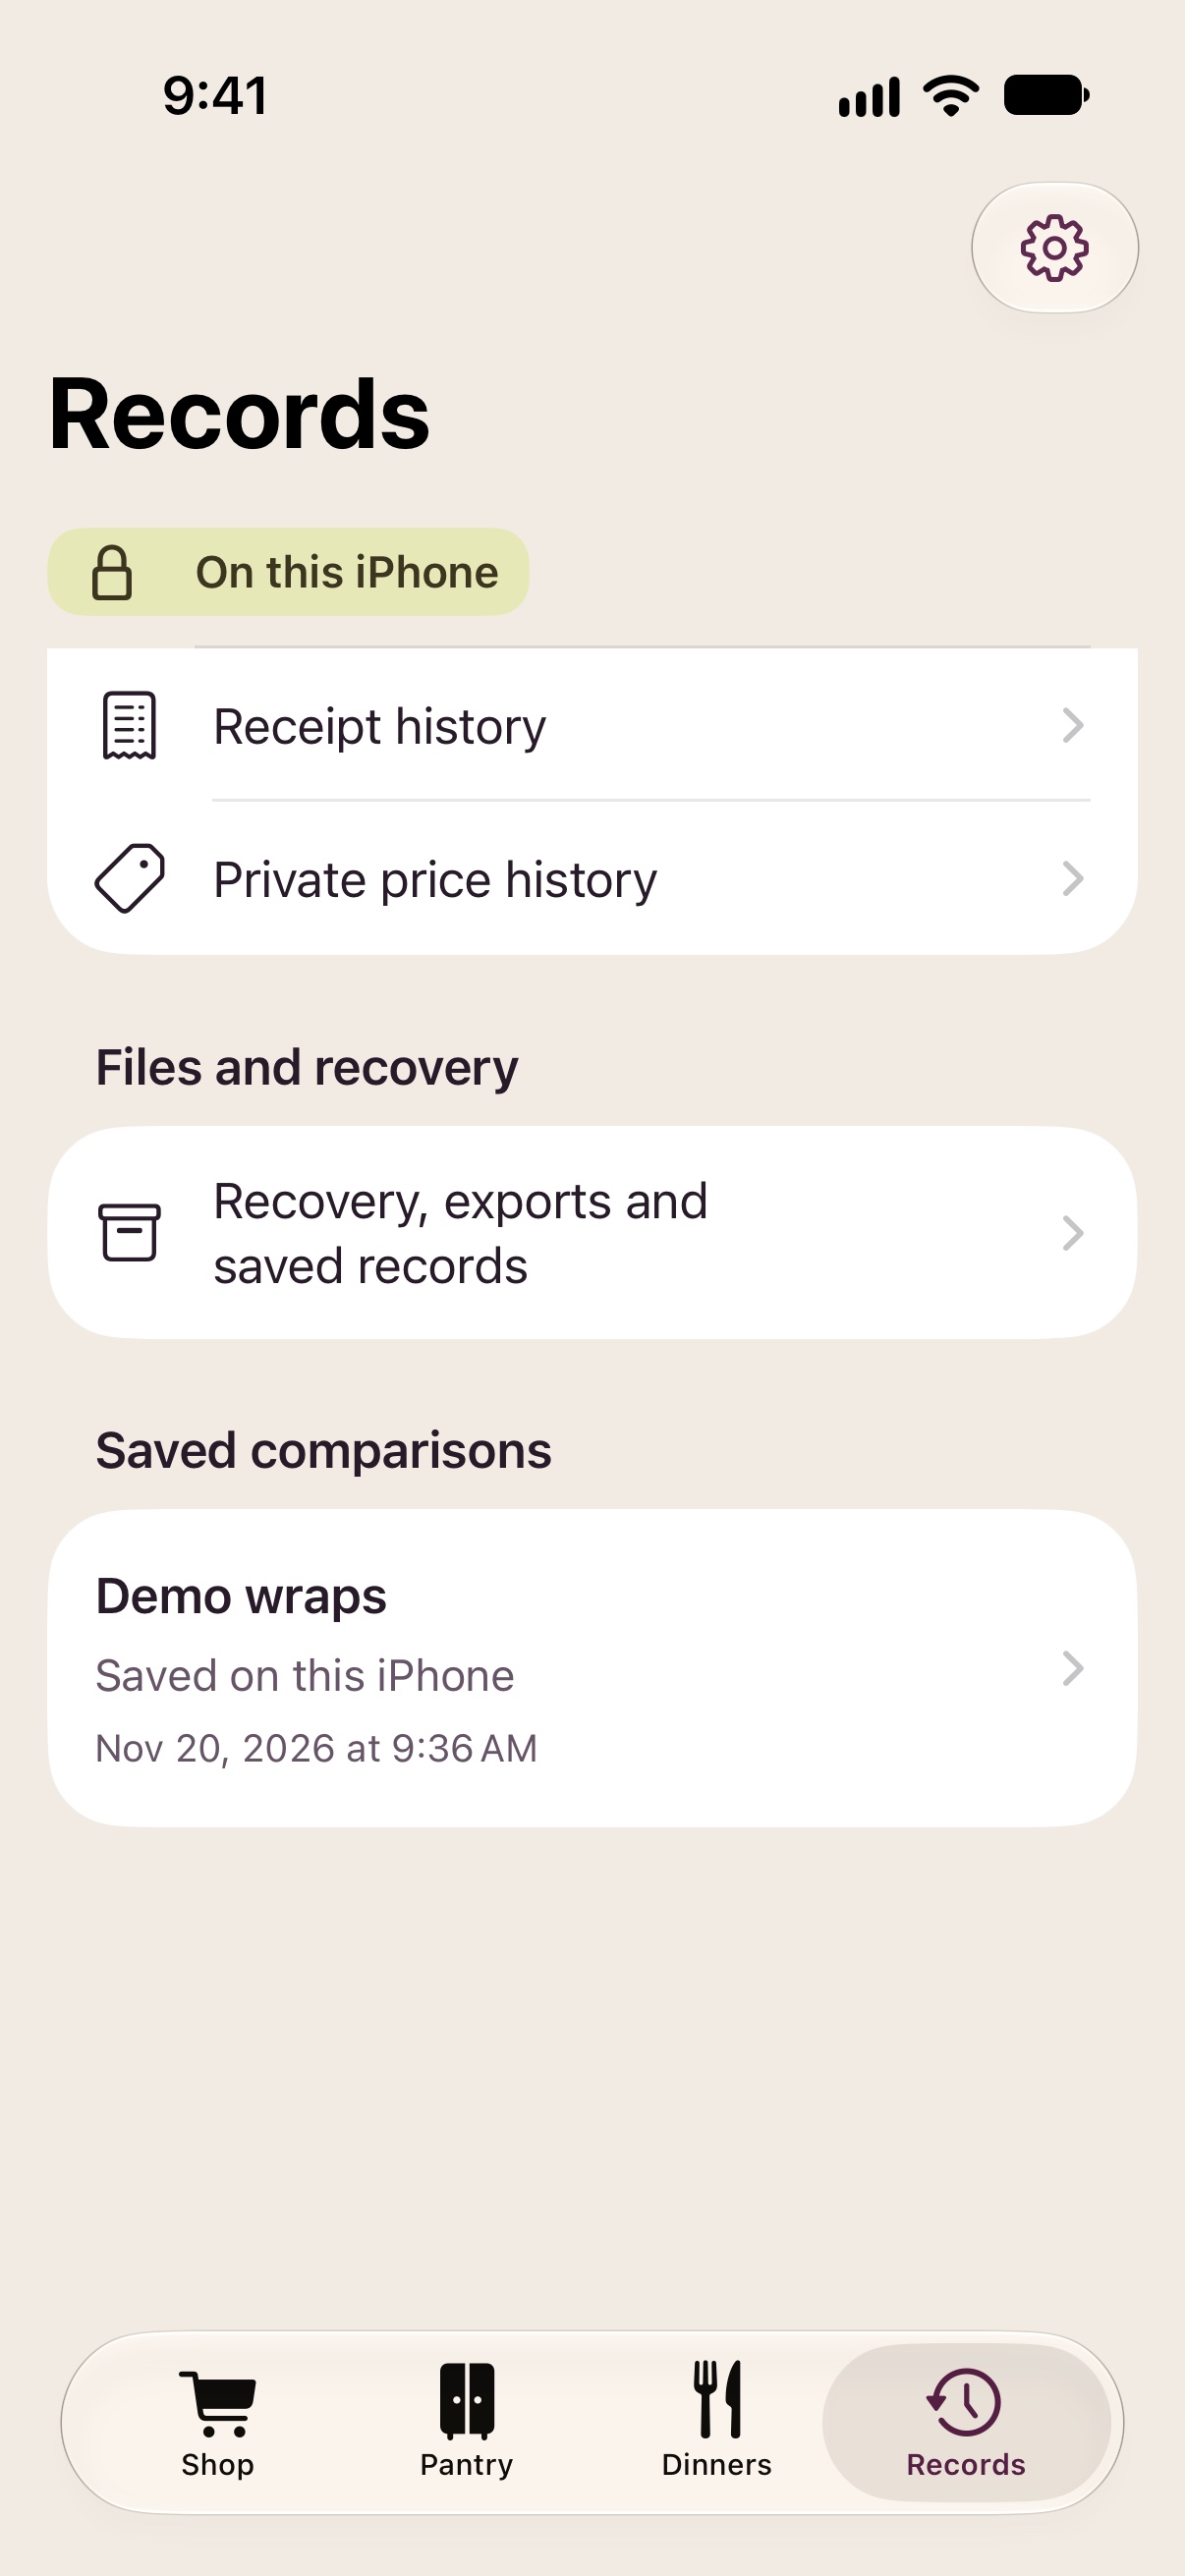 9:41
Records
On this iPhone
Receipt history
Private price history
Files and recovery
Recovery, exports and
saved records
Saved comparisons
Demo wraps
Saved on this iPhone
Nov 20, 2026 at 9:36 AM
Shop
Pantry
Dinners
Records